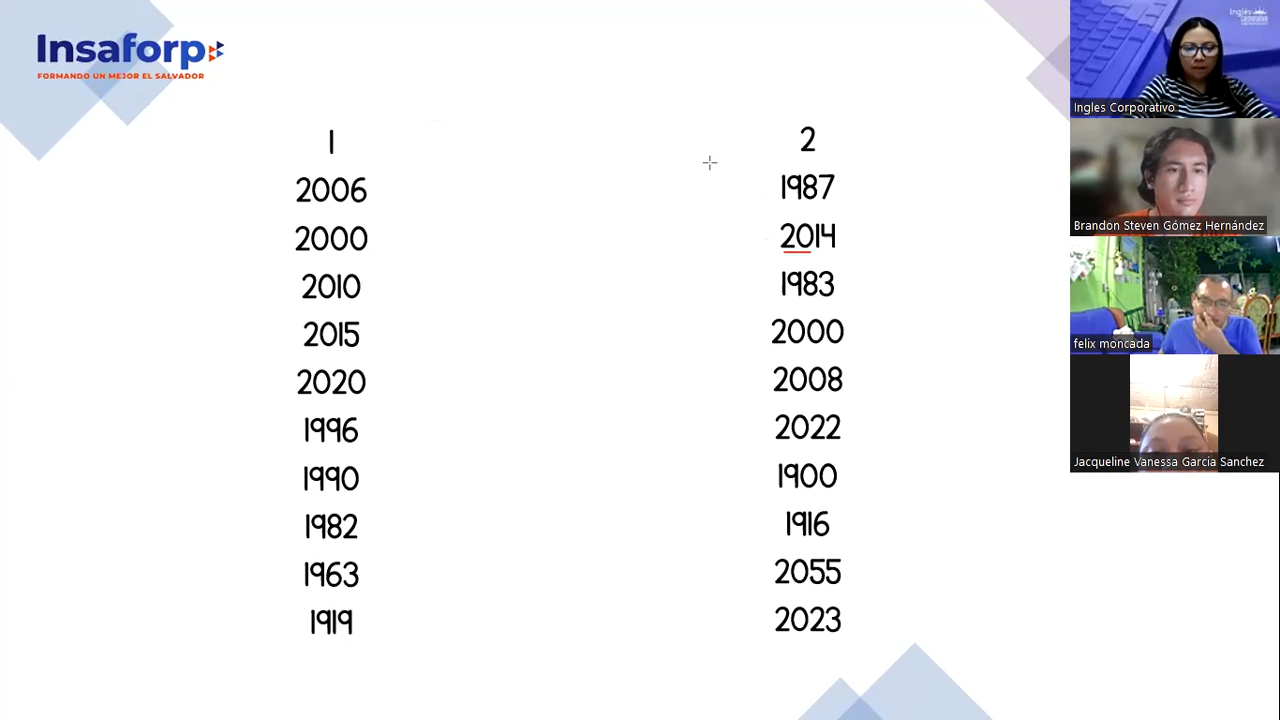 Insaforp
FORMANDO UN MEJOR EL SALVADOR
1
2006
2000
2010
2015
2020
1996
1990
1982
1963
1919
2
1987
2014
1983
2000
2008
2022
1900
1916
2055
2023
Inglés
Corporativo
Ingles Corporativo
Brandon Steven Gómez Hernández
felix moncada
Jacqueline Vanessa Garcia Sanchez